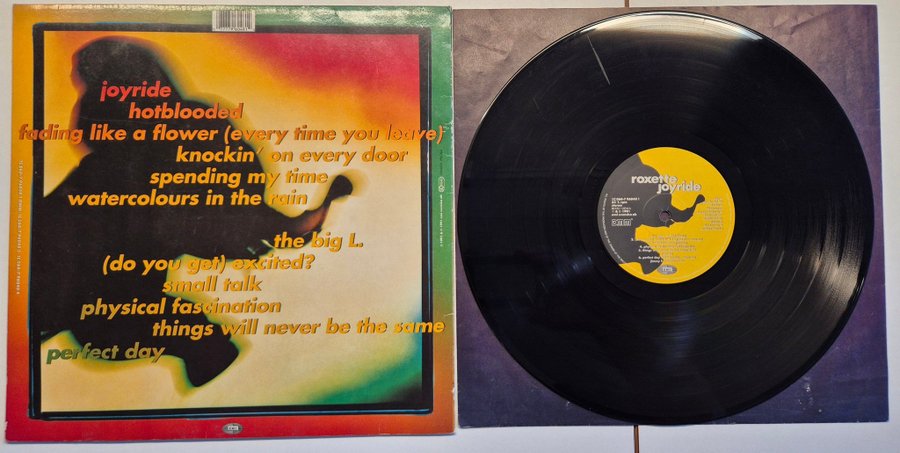 joyride
hotblooded
fading like a flower (every time you leave)
knockin' on every door
spending my time
watercolours in the rain
the big L.
(do you get) excited?
small talk
physical fascination
things will never be the same
perfect day
EMI
roxette
joyride
stereo